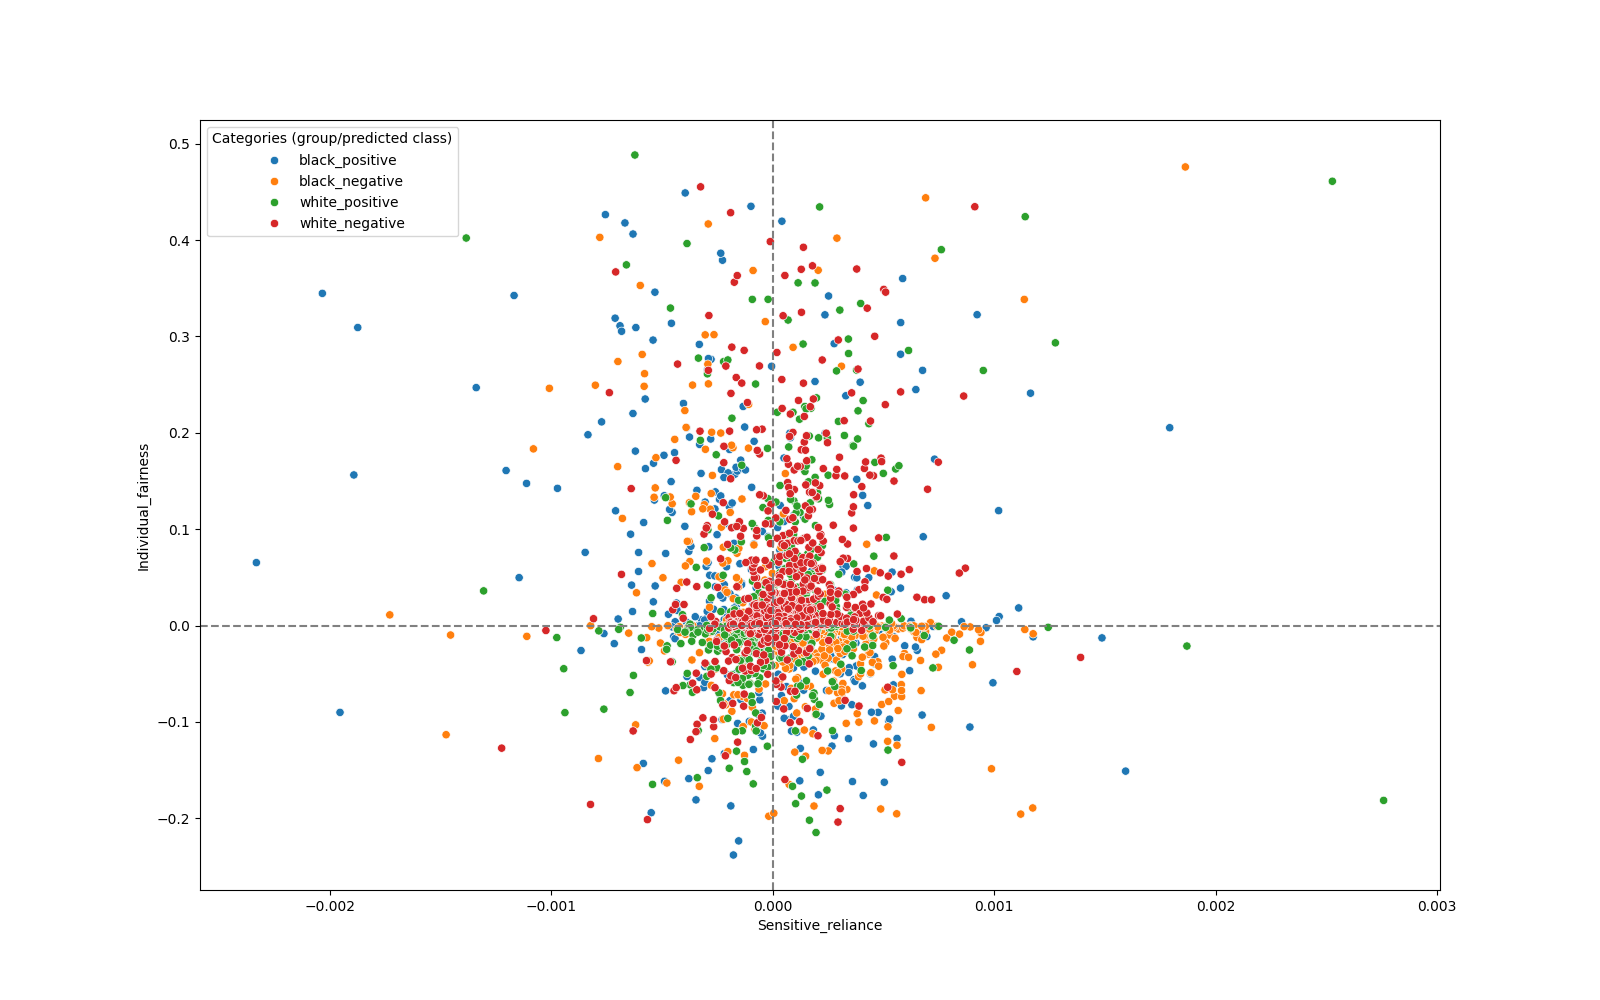 Categories (group/predicted class)
black_positive
black_negative
white_positive
white_negative
0.5
0.4
0.3
0.2
0.1
0.0
−0.1
−0.2
Individual_fairness
−0.002
−0.001
0.000
0.001
0.002
0.003
Sensitive_reliance